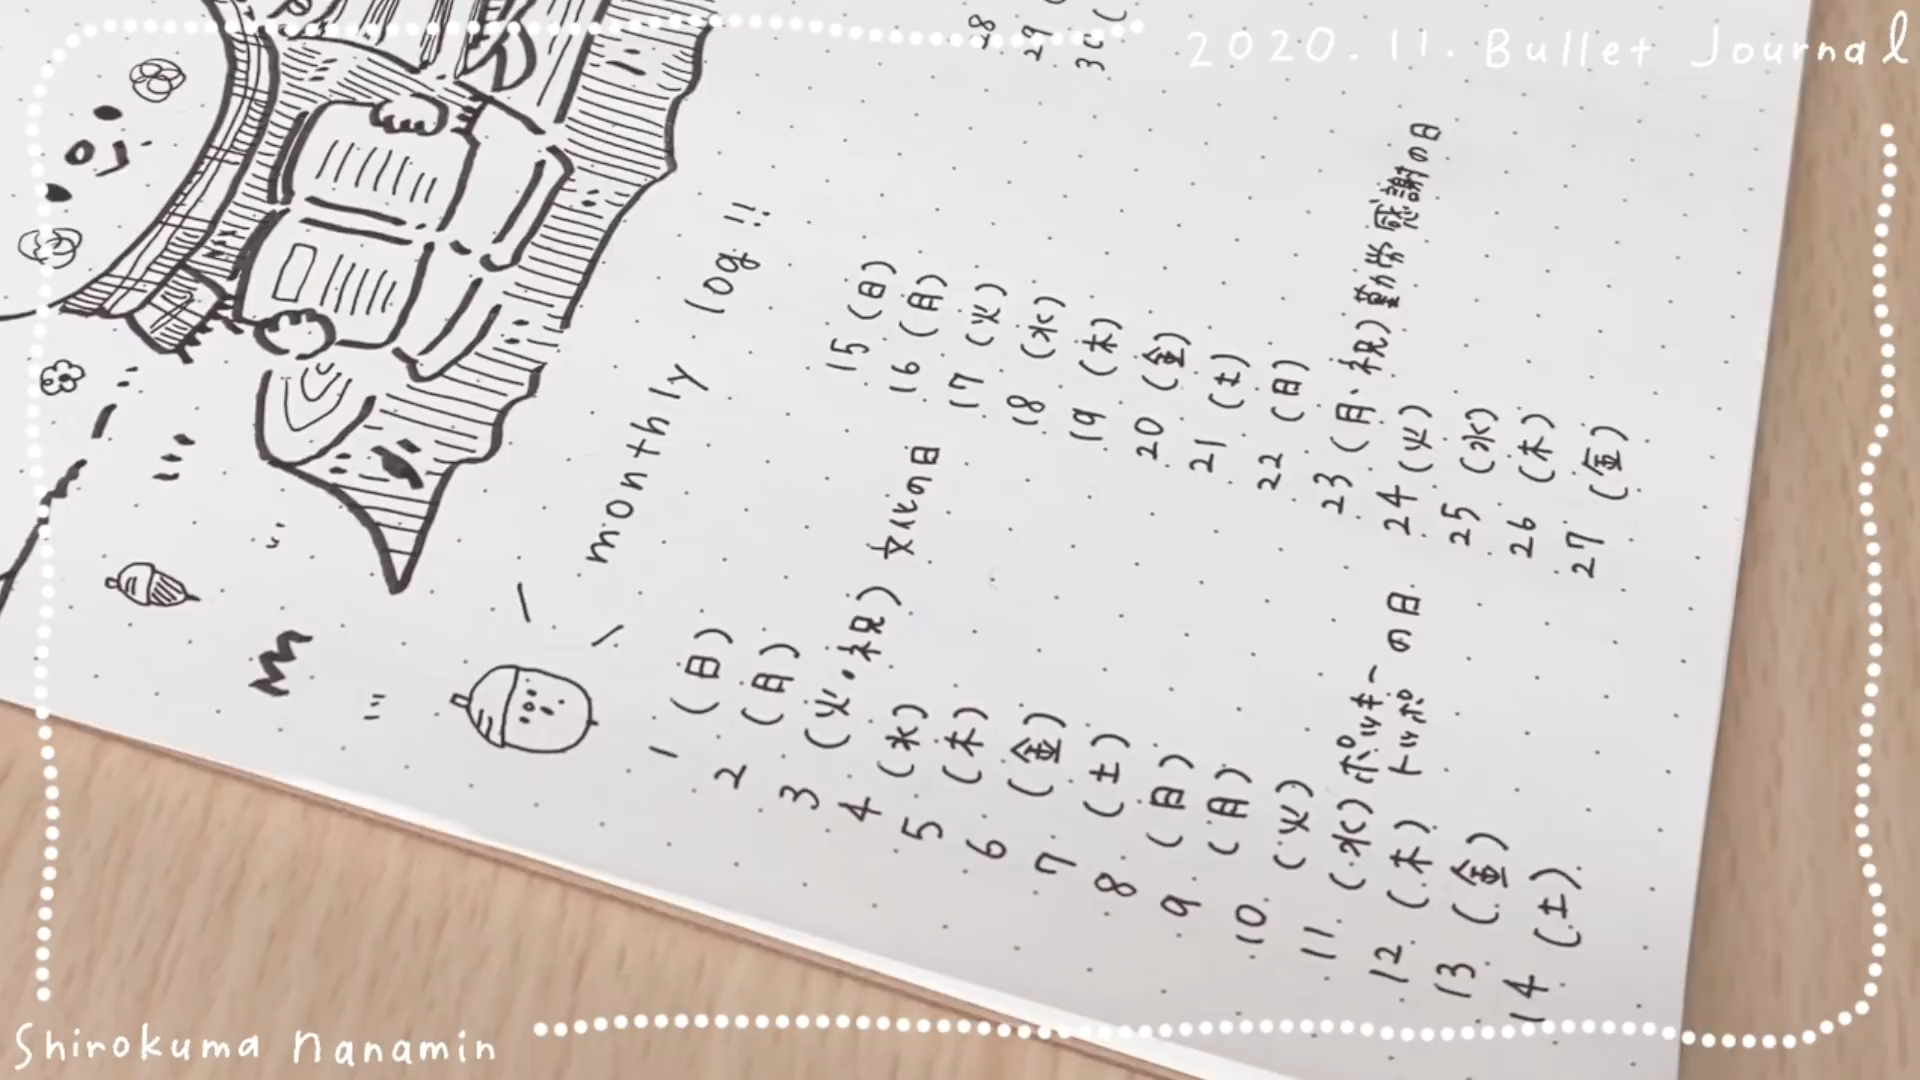 2020.11. Bullet Journal
monthly log!!
1 (日)
2 (月)
3 (火・祝) 文化の日
4 (水)
5 (木)
6 (金)
7 (土)
8 (日)
9 (月)
10 (火)
11 (水) ポッキー
トッポ の日
12 (木)
13 (金)
14 (土)
15 (日)
16 (月)
17 (火)
18 (水)
19 (木)
20 (金)
21 (土)
22 (日)
23 (月・祝) 勤労感謝の日
24 (火)
25 (水)
26 (木)
27 (金)
28
29 (
30 (
Shirokuma nanamin